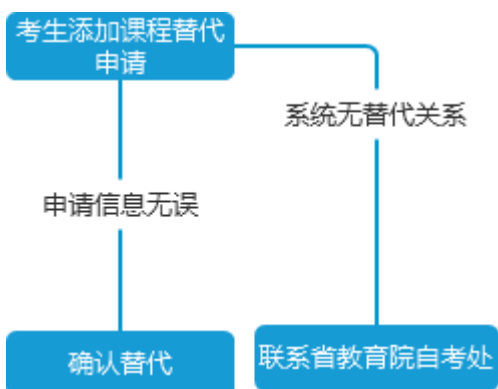 考生添加课程替代
申请
系统无替代关系
申请信息无误
确认替代
联系省教育院自考处